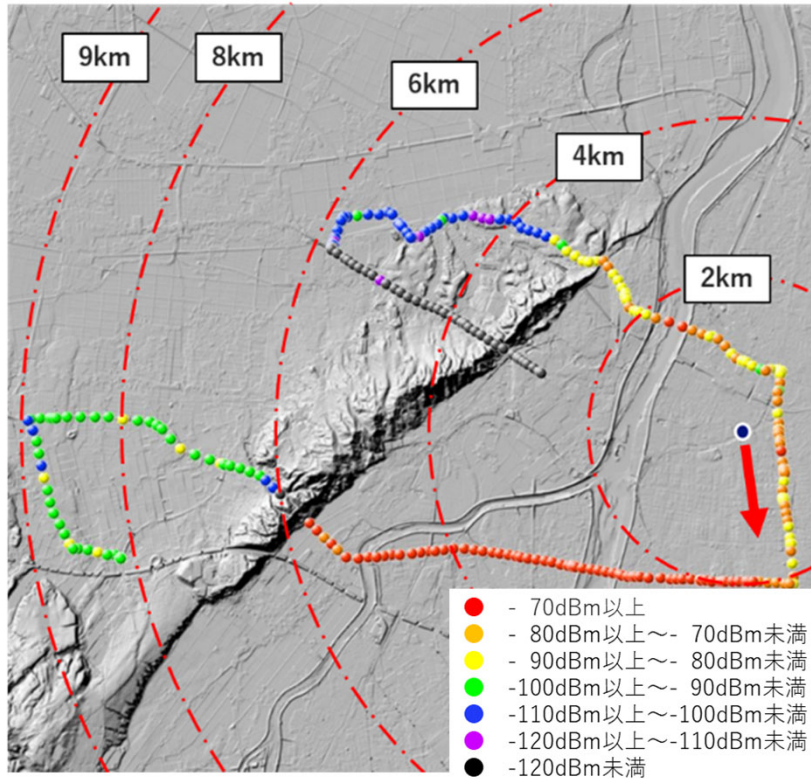 9km
8km
6km
4km
2km
- 70dBm以上
- 80dBm以上～- 70dBm未満
- 90dBm以上～- 80dBm未満
-100dBm以上～- 90dBm未満
-110dBm以上～-100dBm未満
-120dBm以上～-110dBm未満
-120dBm未満